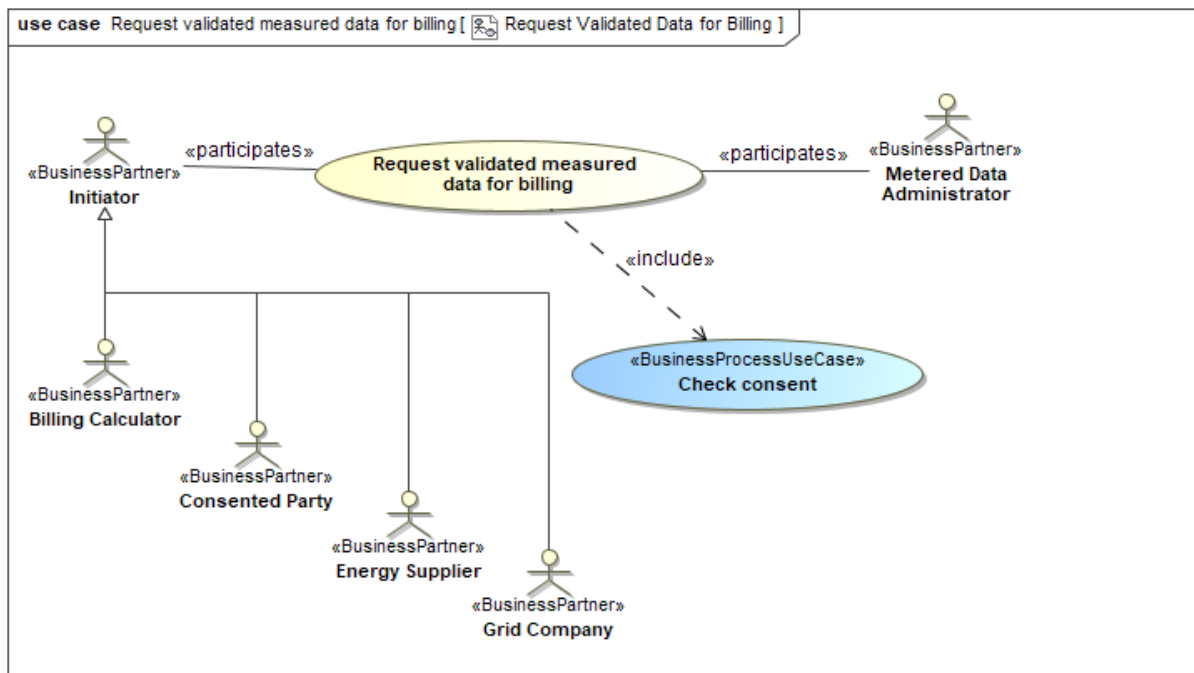 use case Request validated measured data for billing[ Request Validated Data for Billing ]
«BusinessPartner»
Initiator
«participates»
Request validated measured
data for billing
«participates»
«BusinessPartner»
Metered Data
Administrator
«include»
«BusinessProcessUseCase»
Check consent
«BusinessPartner»
Billing Calculator
«BusinessPartner»
Consented Party
«BusinessPartner»
Energy Supplier
«BusinessPartner»
Grid Company